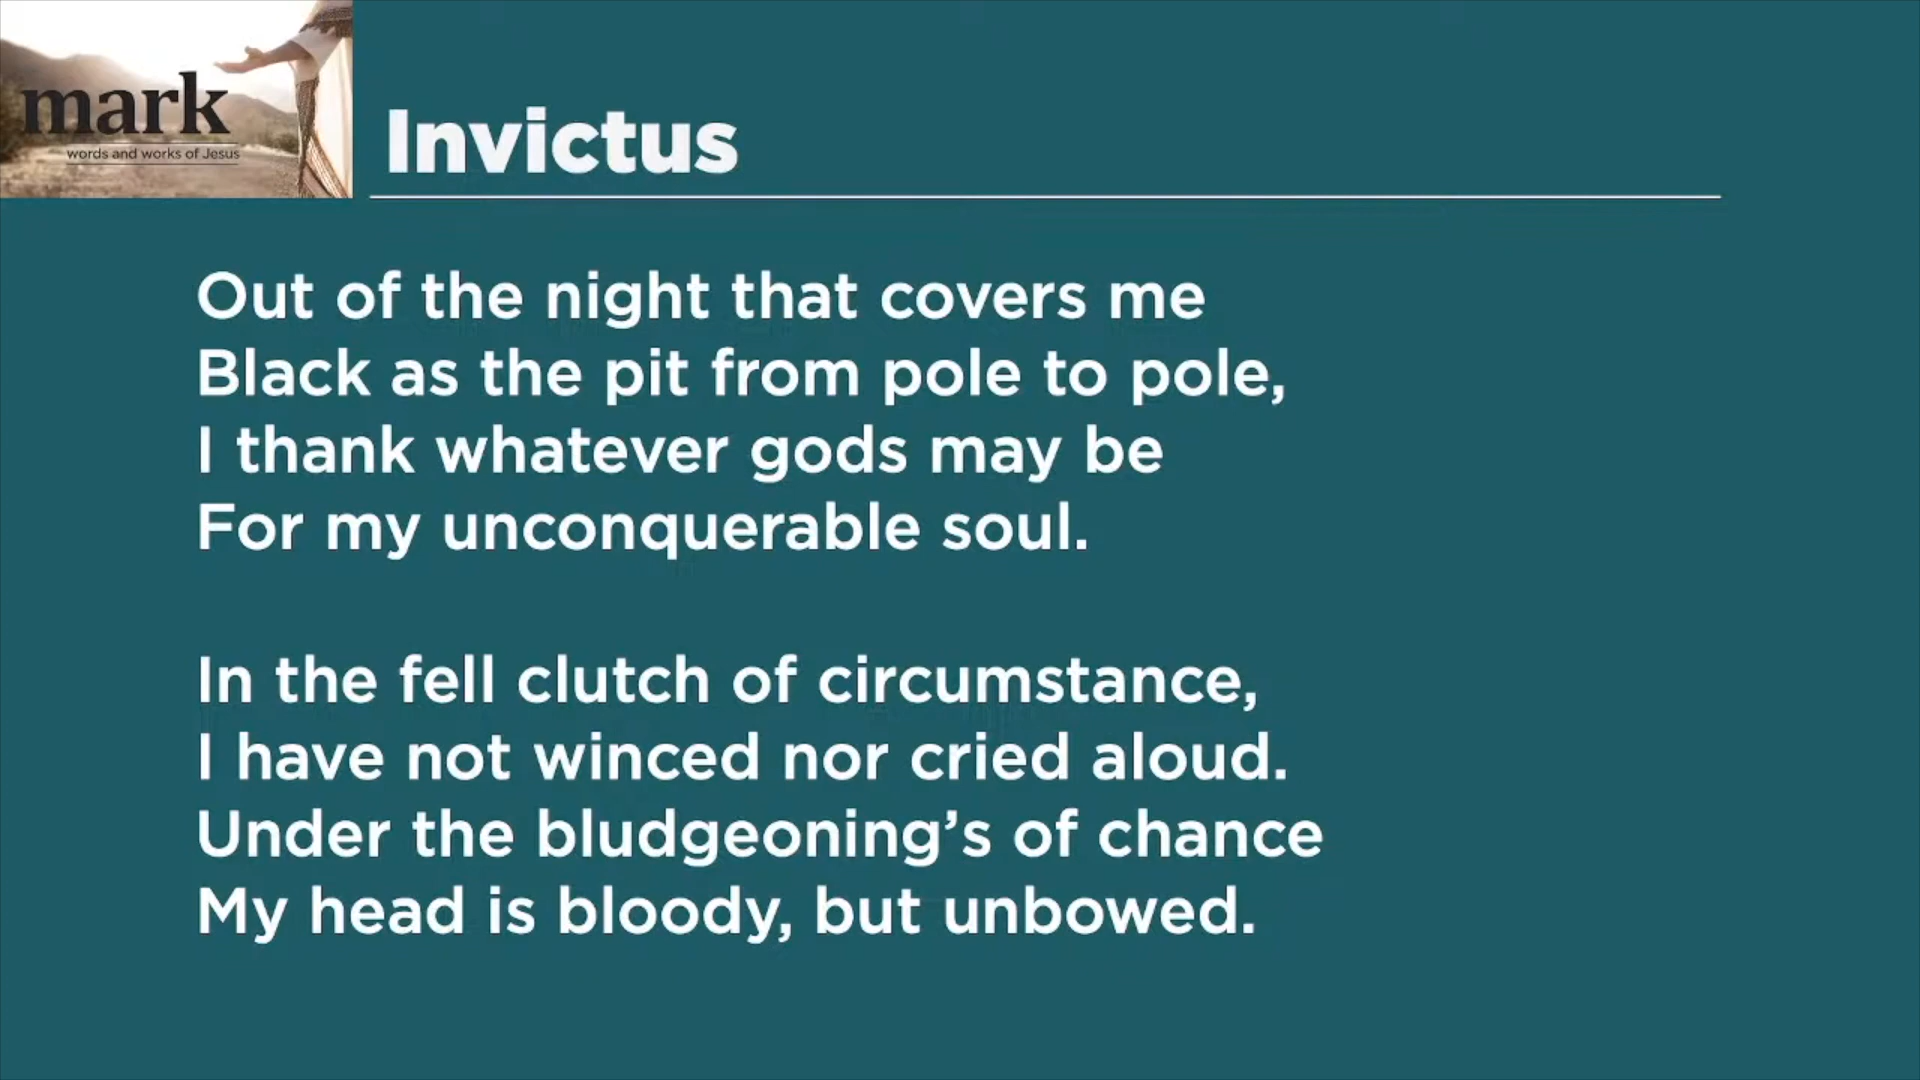 mark
words and works of Jesus
Invictus
Out of the night that covers me
Black as the pit from pole to pole,
I thank whatever gods may be
For my unconquerable soul.
In the fell clutch of circumstance,
I have not winced nor cried aloud.
Under the bludgeoning’s of chance
My head is bloody, but unbowed.